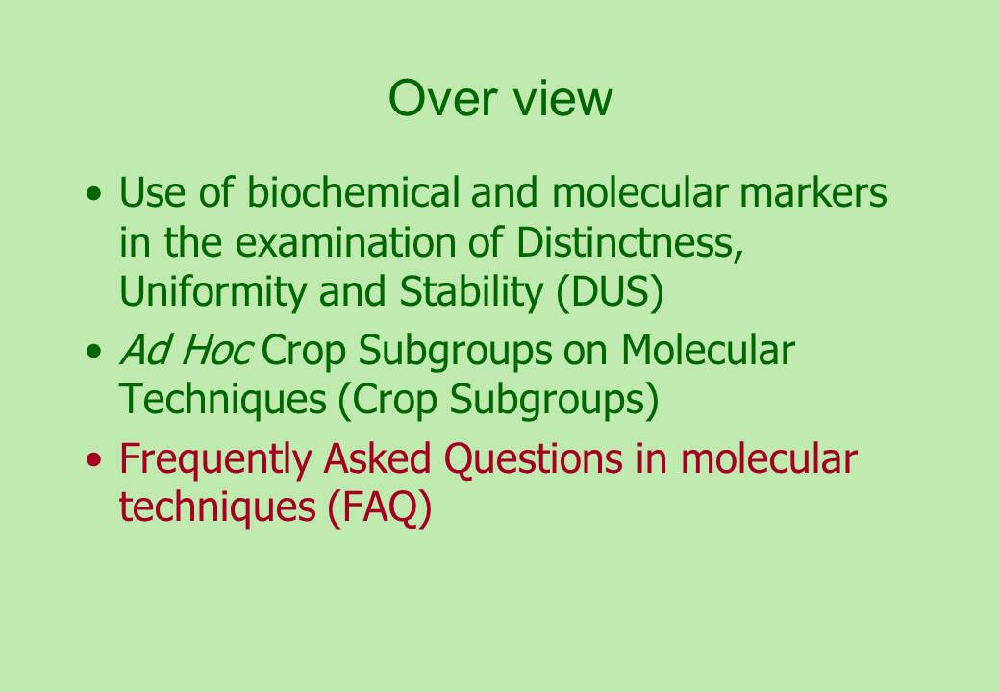 Over view
• Use of biochemical and molecular markers
in the examination of Distinctness,
Uniformity and Stability (DUS)
• Ad Hoc Crop Subgroups on Molecular
Techniques (Crop Subgroups)
• Frequently Asked Questions in molecular
techniques (FAQ)